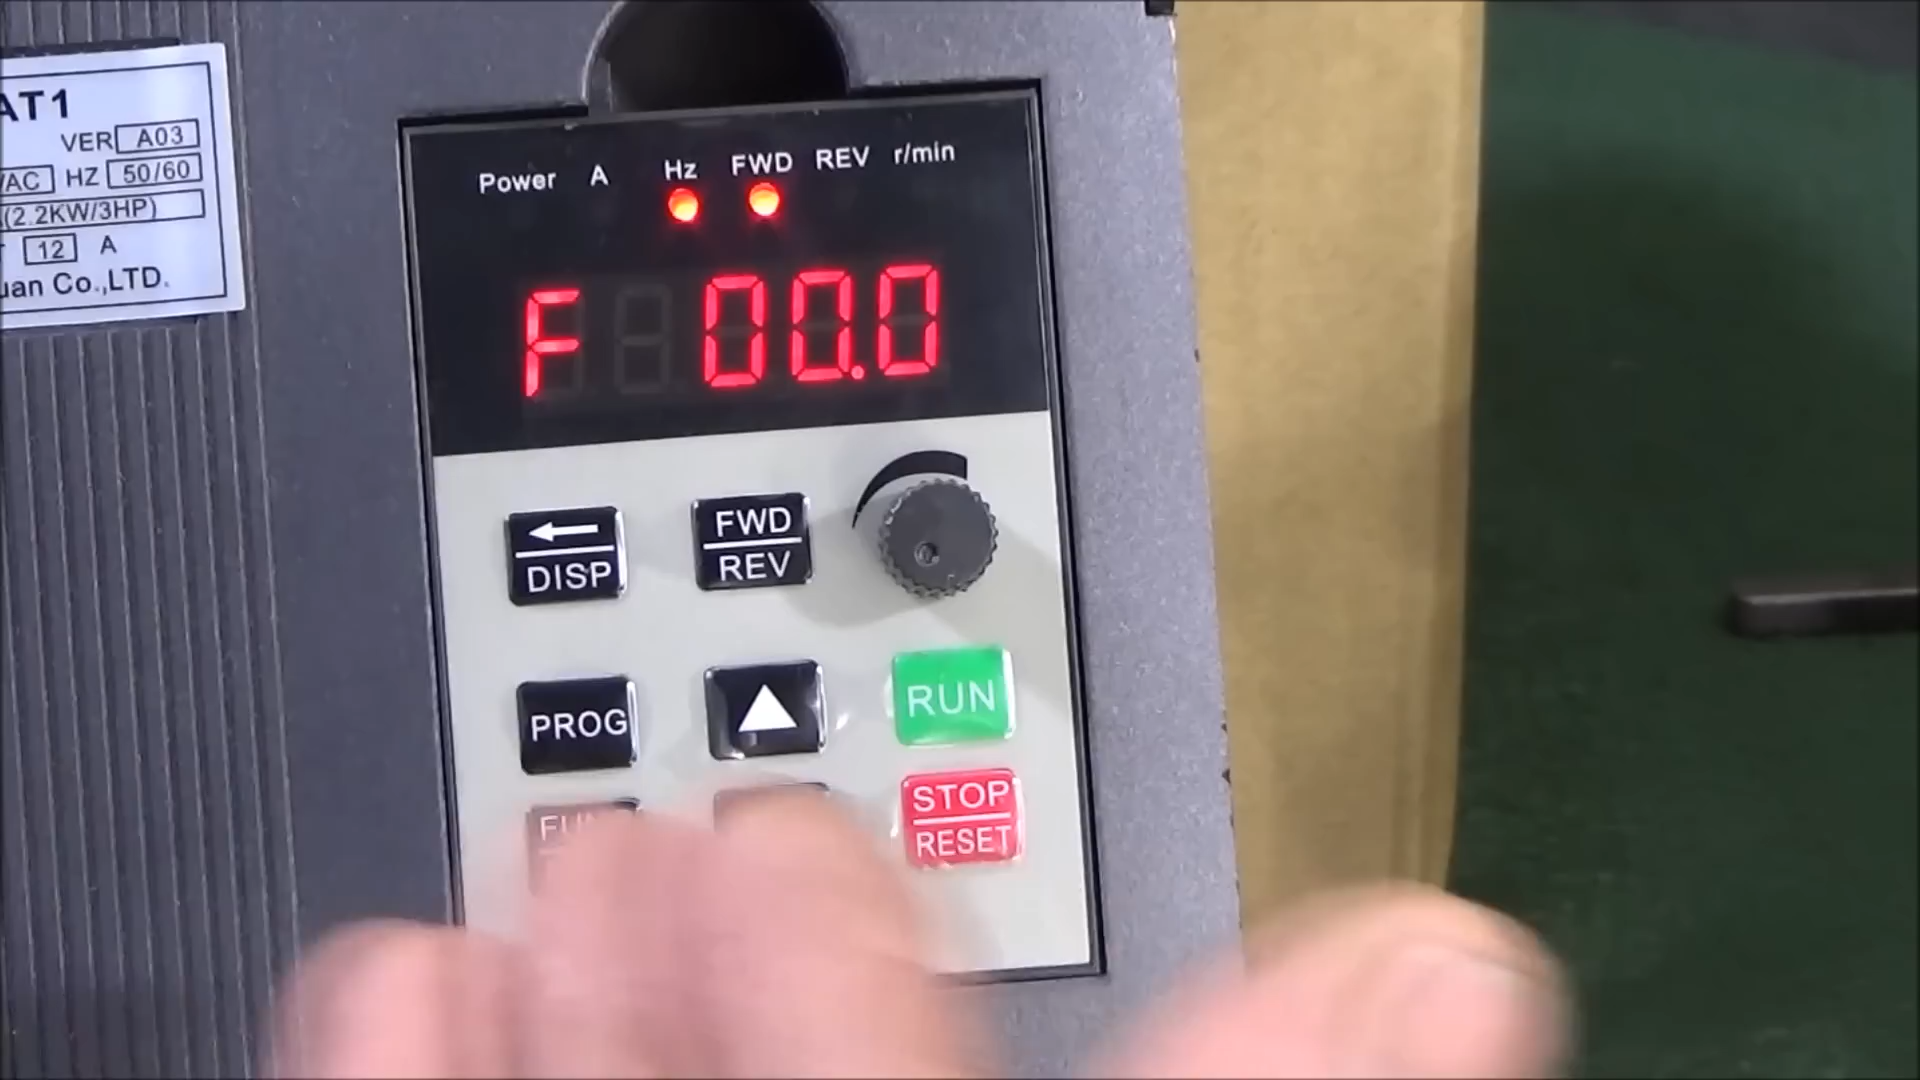 AT1
VER A03
/AC HZ 50/60
(2.2KW/3HP)
12 A
uan Co.,LTD.
Power A Hz FWD REV r/min
F 00.0
DISP
FWD
REV
PROG
RUN
STOP
RESET